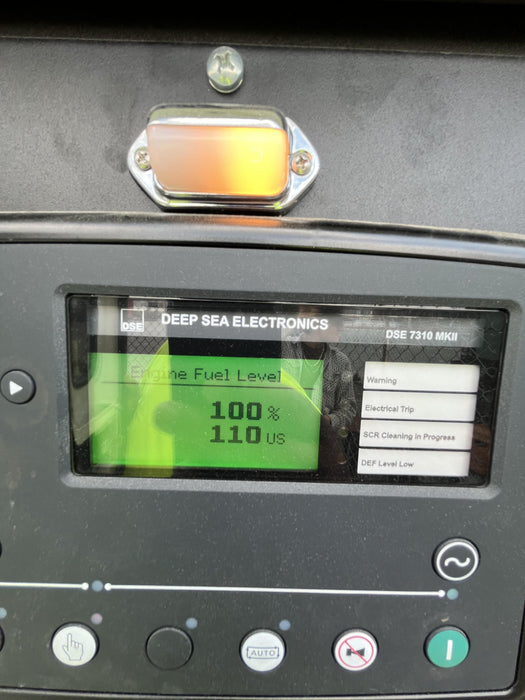 DSE
DEEP SEA ELECTRONICS
DSE 7310 MKII
Engine Fuel Level
100 %
110 US
Warning
Electrical Trip
SCR Cleaning in Progress
DEF Level Low
AUTO